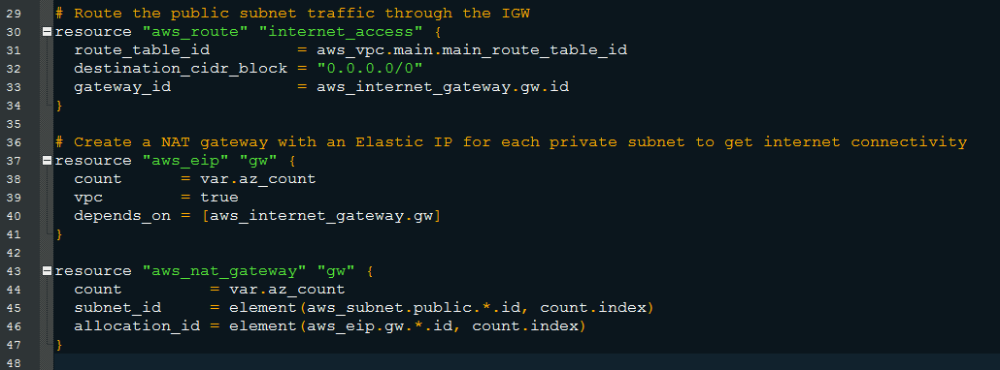 29 # Route the public subnet traffic through the IGW
30 resource "aws_route" "internet_access" {
31   route_table_id         = aws_vpc.main.main_route_table_id
32   destination_cidr_block = "0.0.0.0/0"
33   gateway_id             = aws_internet_gateway.gw.id
34 }
35
36 # Create a NAT gateway with an Elastic IP for each private subnet to get internet connectivity
37 resource "aws_eip" "gw" {
38   count      = var.az_count
39   vpc        = true
40   depends_on = [aws_internet_gateway.gw]
41 }
42
43 resource "aws_nat_gateway" "gw" {
44   count         = var.az_count
45   subnet_id     = element(aws_subnet.public.*.id, count.index)
46   allocation_id = element(aws_eip.gw.*.id, count.index)
47 }
48